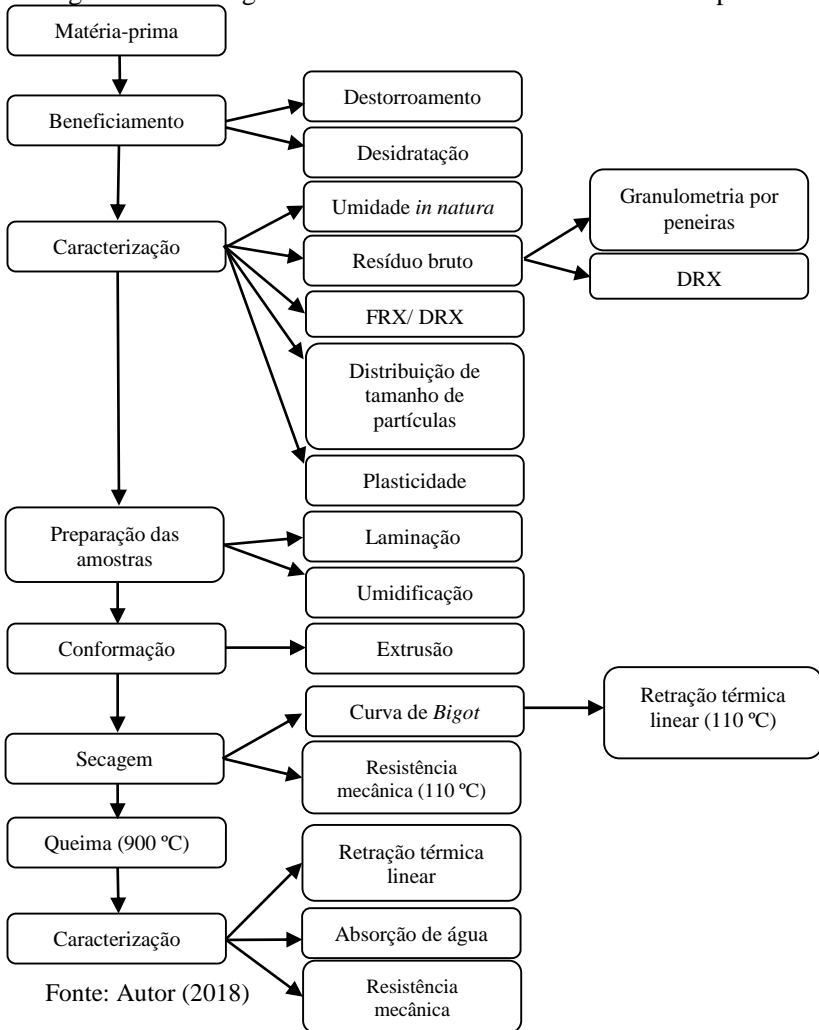 Matéria-prima
Beneficiamento
Destorroamento
Desidratação
Caracterização
Umidade in natura
Resíduo bruto
Granulometria por
peneiras
DRX
FRX/ DRX
Distribuição de
tamanho de
partículas
Plasticidade
Preparação das
amostras
Laminação
Umidificação
Conformação
Extrusão
Secagem
Curva de Bigot
Retração térmica
linear (110 ºC)
Resistência
mecânica (110 ºC)
Queima (900 ºC)
Caracterização
Retração térmica
linear
Absorção de água
Resistência
mecânica
Fonte: Autor (2018)